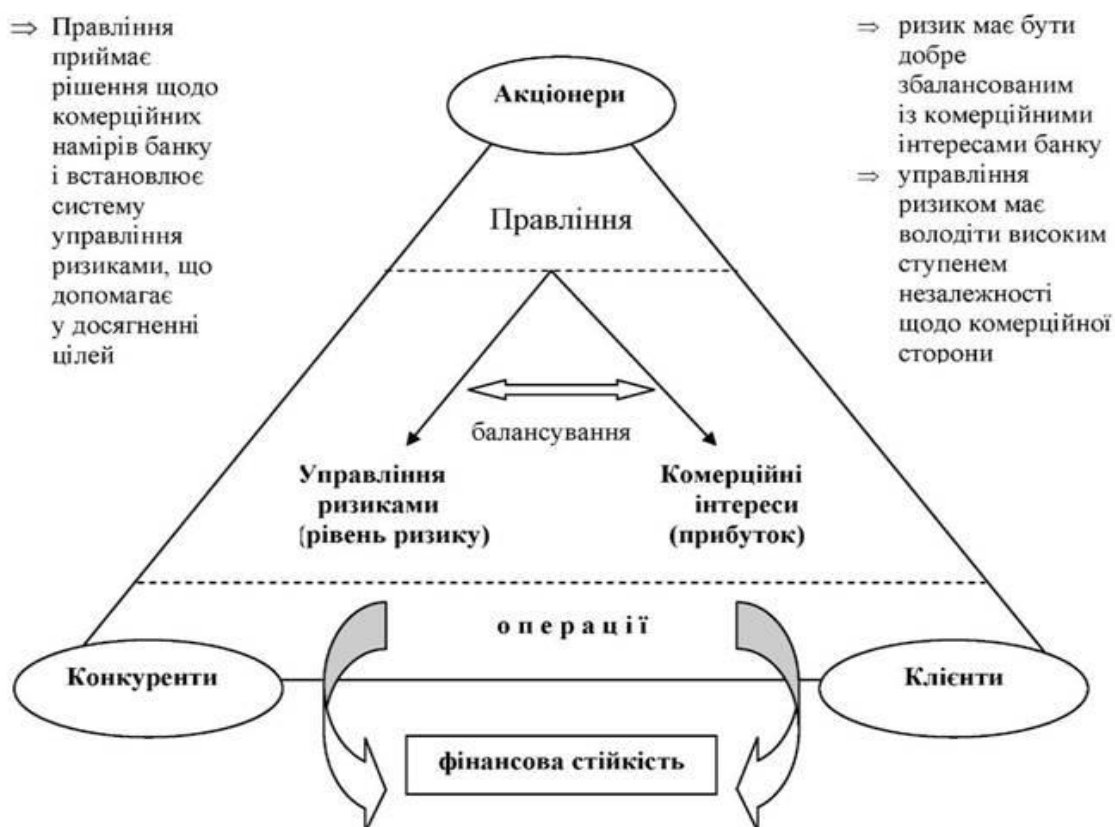 ⇒ Правління
приймає
рішення щодо
комерційних
намірів банку
і встановлює
систему
управління
ризиками, що
допомагає
у досягненні
цілей
⇒ ризик має бути
добре
збалансованим
із комерційними
інтересами банку
⇒ управління
ризиком має
володіти високим
ступенем
незалежності
щодо комерційної
сторони
Акціонери
Правління
балансування
Управління
ризиками
(рівень ризику)
Комерційні
інтереси
(прибуток)
о п е р а ц і ї
Конкуренти
Клієнти
фінансова стійкість